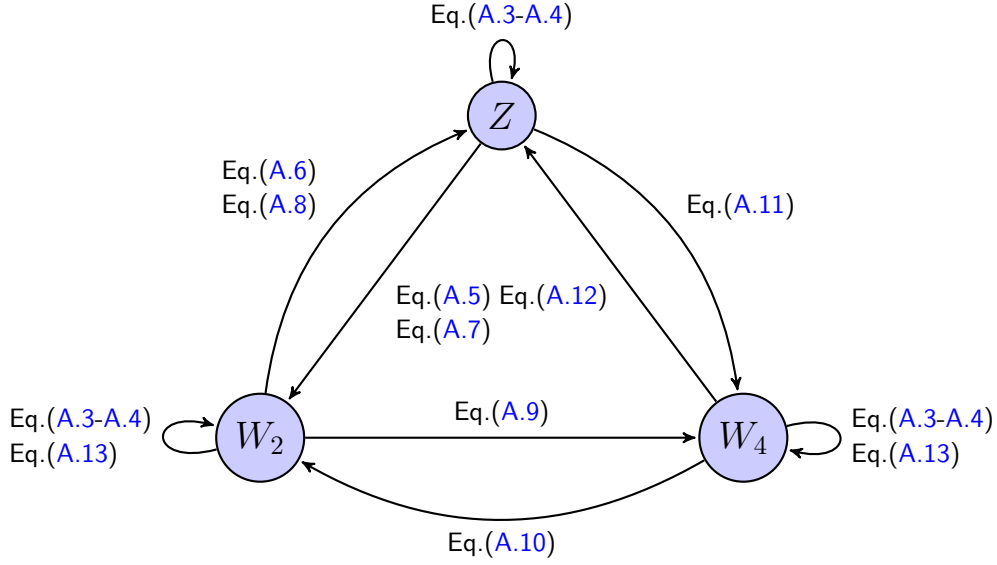 Eq.(A.3-A.4)
Z
Eq.(A.6)
Eq.(A.8)
Eq.(A.11)
Eq.(A.5) Eq.(A.12)
Eq.(A.7)
Eq.(A.9)
Eq.(A.3-A.4)
Eq.(A.13)
W₂
W₄
Eq.(A.3-A.4)
Eq.(A.13)
Eq.(A.10)